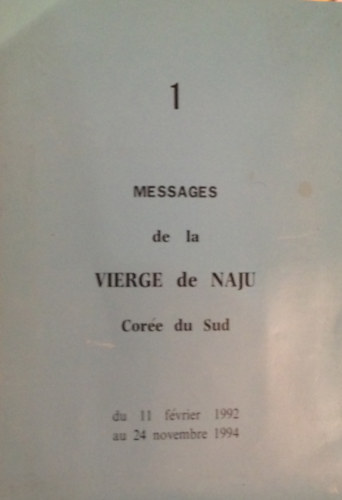 1
MESSAGES
de la
VIERGE de NAJU
Corée du Sud
du 11 février 1992
au 24 novembre 1994